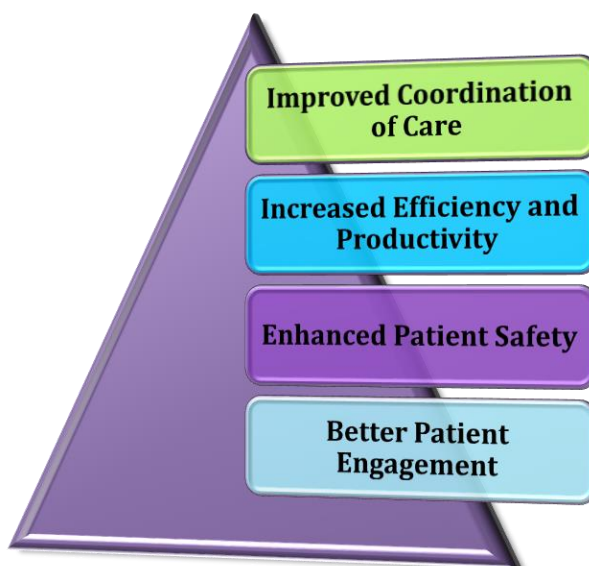 Improved Coordination
of Care
Increased Efficiency and
Productivity
Enhanced Patient Safety
Better Patient
Engagement